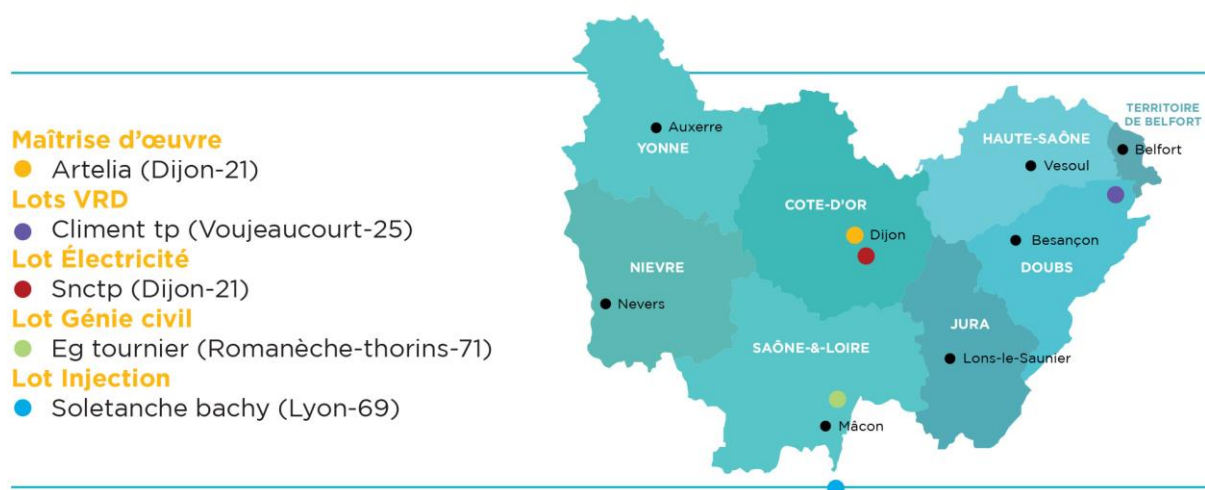 Maîtrise d’œuvre
Artelia (Dijon-21)
Lots VRD
Climent tp (Voujeaucourt-25)
Lot Électricité
Snctp (Dijon-21)
Lot Génie civil
Eg tournier (Romanèche-thorins-71)
Lot Injection
Soletanche bachy (Lyon-69)
Auxerre
YONNE
TERRITOIRE
DE BELFORT
HAUTE-SAÔNE
Belfort
Vesoul
COTE-D’OR
Dijon
Besançon
DOUBS
NIEVRE
Nevers
JURA
SAÔNE-&-LOIRE
Lons-le-Saunier
Mâcon